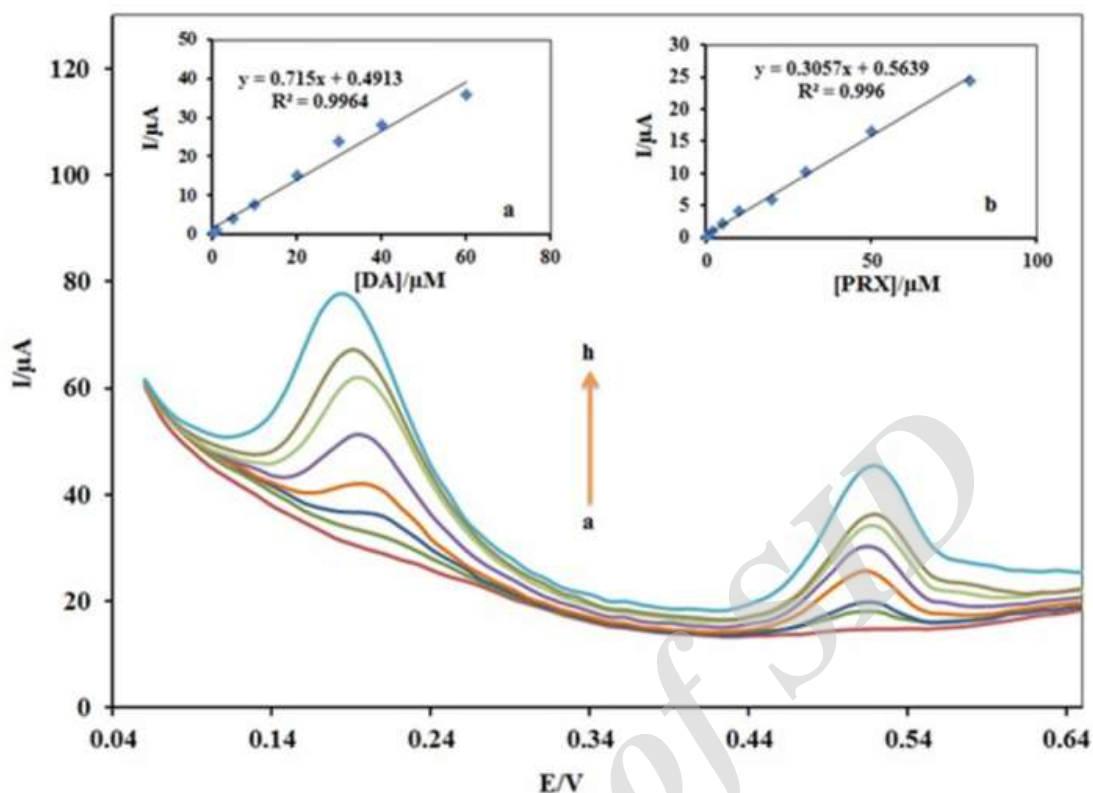 120
100
80
60
40
20
0
I/µA
0.04 0.14 0.24 0.34 0.44 0.54 0.64
E/V
h
a
50
40
30
20
10
0
I/µA
y = 0.715x + 0.4913
R² = 0.9964
a
0 20 40 60 80
[DA]/µM
30
25
20
15
10
5
0
I/µA
y = 0.3057x + 0.5639
R² = 0.996
b
0 50 100
[PRX]/µM
of SID